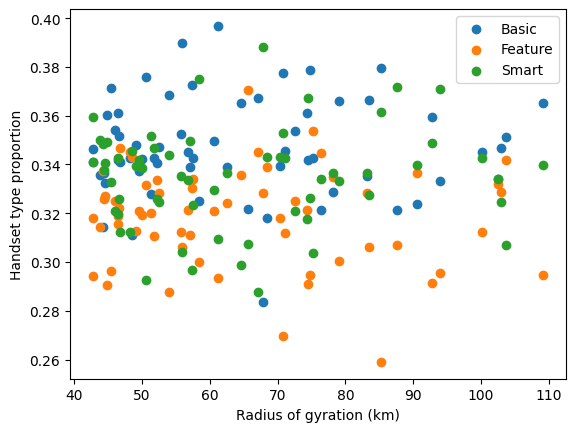 0.40
0.38
0.36
0.34
0.32
0.30
0.28
0.26
Handset type proportion
Basic
Feature
Smart
40 50 60 70 80 90 100 110
Radius of gyration (km)